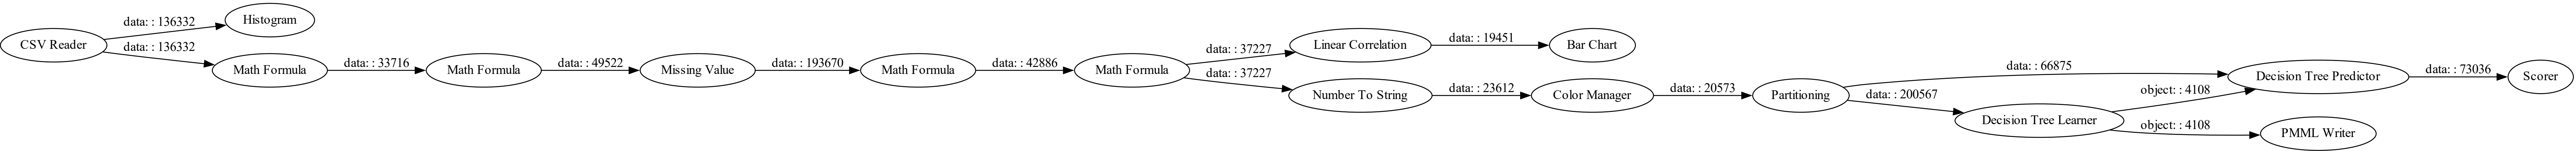 CSV Reader
data: : 136332
Histogram
data: : 136332
Math Formula
data: : 33716
Math Formula
data: : 49522
Missing Value
data: : 193670
Math Formula
data: : 42886
Math Formula
data: : 37227
Linear Correlation
data: : 19451
Bar Chart
data: : 37227
Number To String
data: : 23612
Color Manager
data: : 20573
Partitioning
data: : 66875
Decision Tree Predictor
data: : 73036
Scorer
data: : 200567
Decision Tree Learner
object: : 4108
object: : 4108
PMML Writer